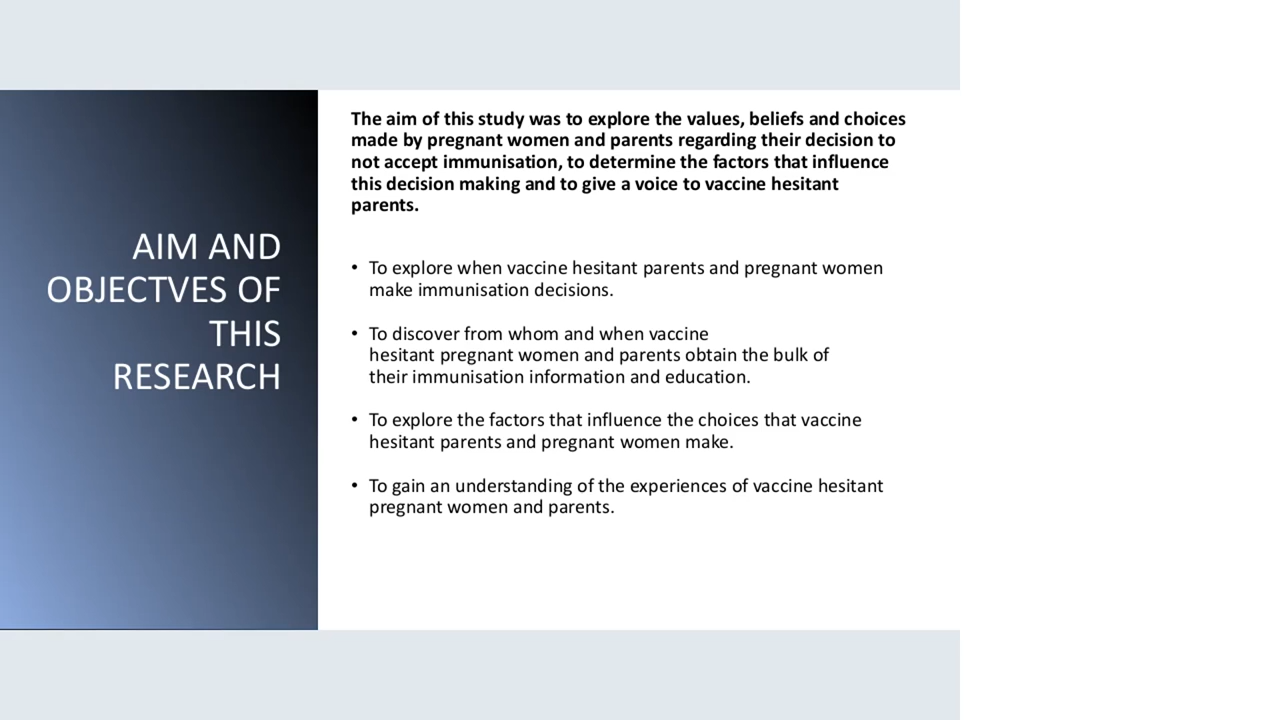 AIM AND
OBJECTVES OF
THIS
RESEARCH
The aim of this study was to explore the values, beliefs and choices
made by pregnant women and parents regarding their decision to
not accept immunisation, to determine the factors that influence
this decision making and to give a voice to vaccine hesitant
parents.
• To explore when vaccine hesitant parents and pregnant women
make immunisation decisions.
• To discover from whom and when vaccine
hesitant pregnant women and parents obtain the bulk of
their immunisation information and education.
• To explore the factors that influence the choices that vaccine
hesitant parents and pregnant women make.
• To gain an understanding of the experiences of vaccine hesitant
pregnant women and parents.